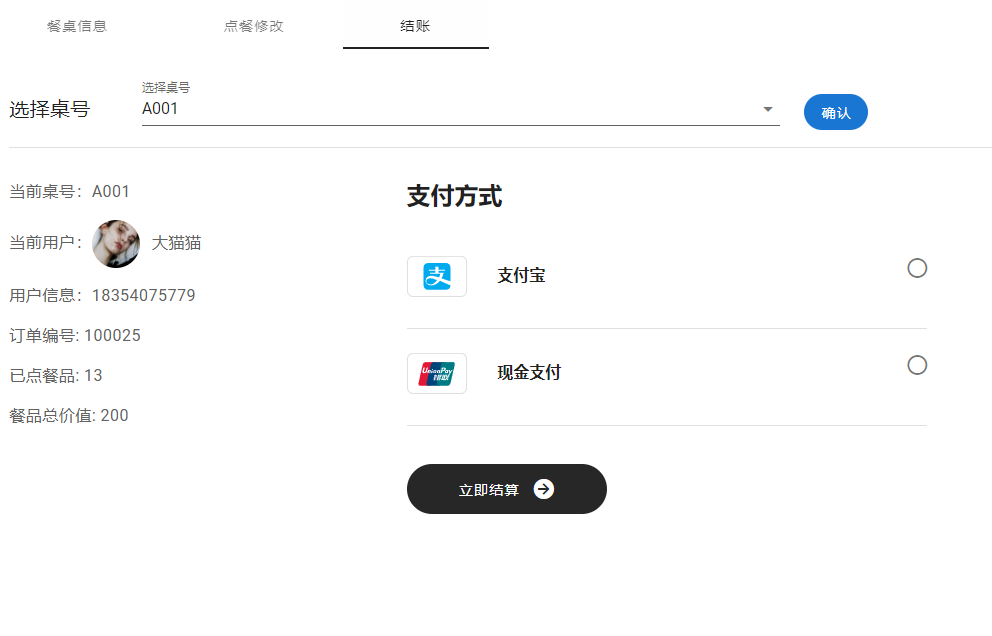 餐桌信息
点餐修改
结账
选择桌号
选择桌号
A001
确认
当前桌号：A001
当前用户：大猫猫
用户信息：18354075779
订单编号: 100025
已点餐品: 13
餐品总价值: 200
支付方式
支
支付宝
UnionPay
银联
现金支付
立即结算